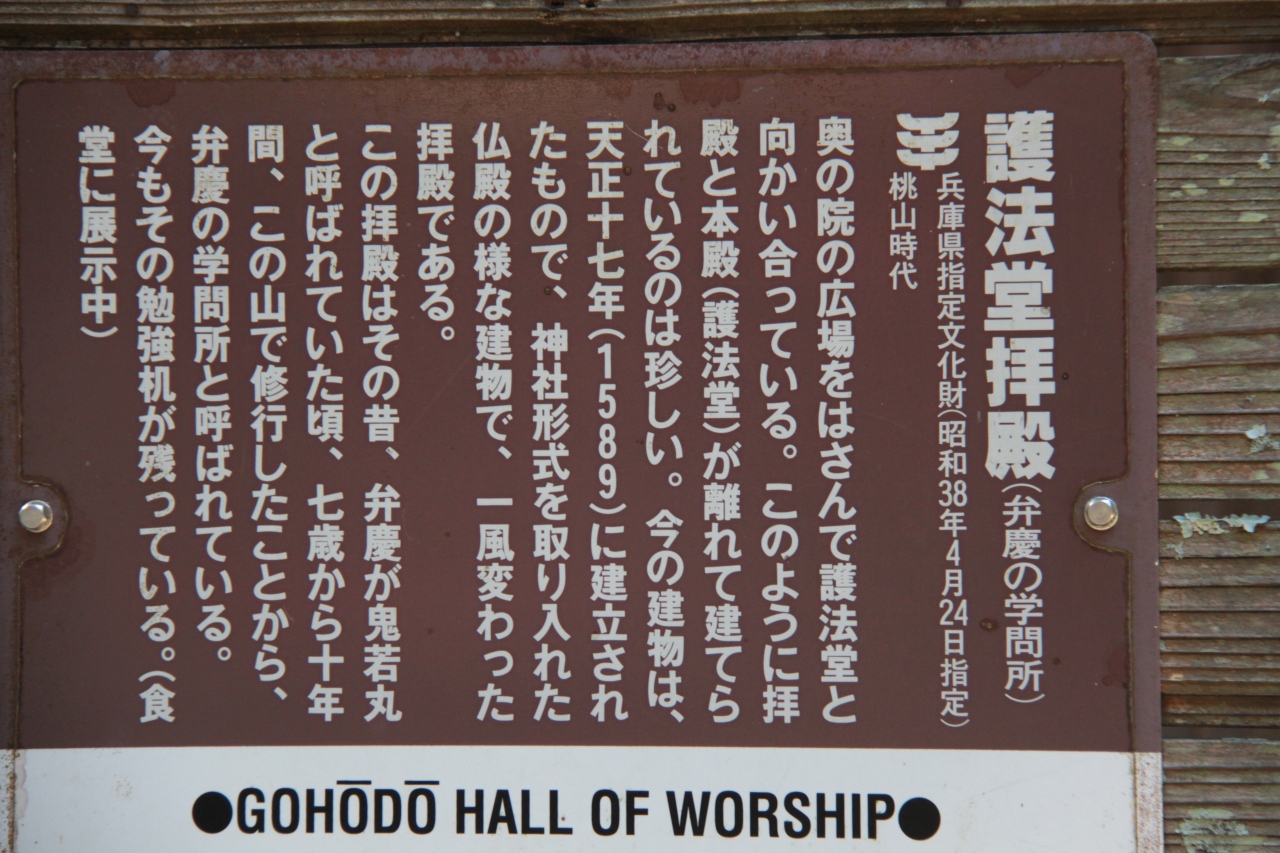 護法堂拝殿（弁慶の学問所）
兵庫県指定文化財（昭和38年4月24日指定）
桃山時代
奥の院の広場をはさんで護法堂と
向かい合っている。このように拝
殿と本殿（護法堂）が離れて建てら
れているのは珍しい。今の建物は、
天正十七年（1589）に建立され
たもので、神社形式を取り入れた
仏殿の様な建物で、一風変わった
拝殿である。
この拝殿はその昔、弁慶が鬼若丸
と呼ばれていた頃、七歳から十年
間、この山で修行したことから、
弁慶の学問所と呼ばれている。
今もその勉強机が残っている。（食
堂に展示中）
●GOHŌDŌ HALL OF WORSHIP●